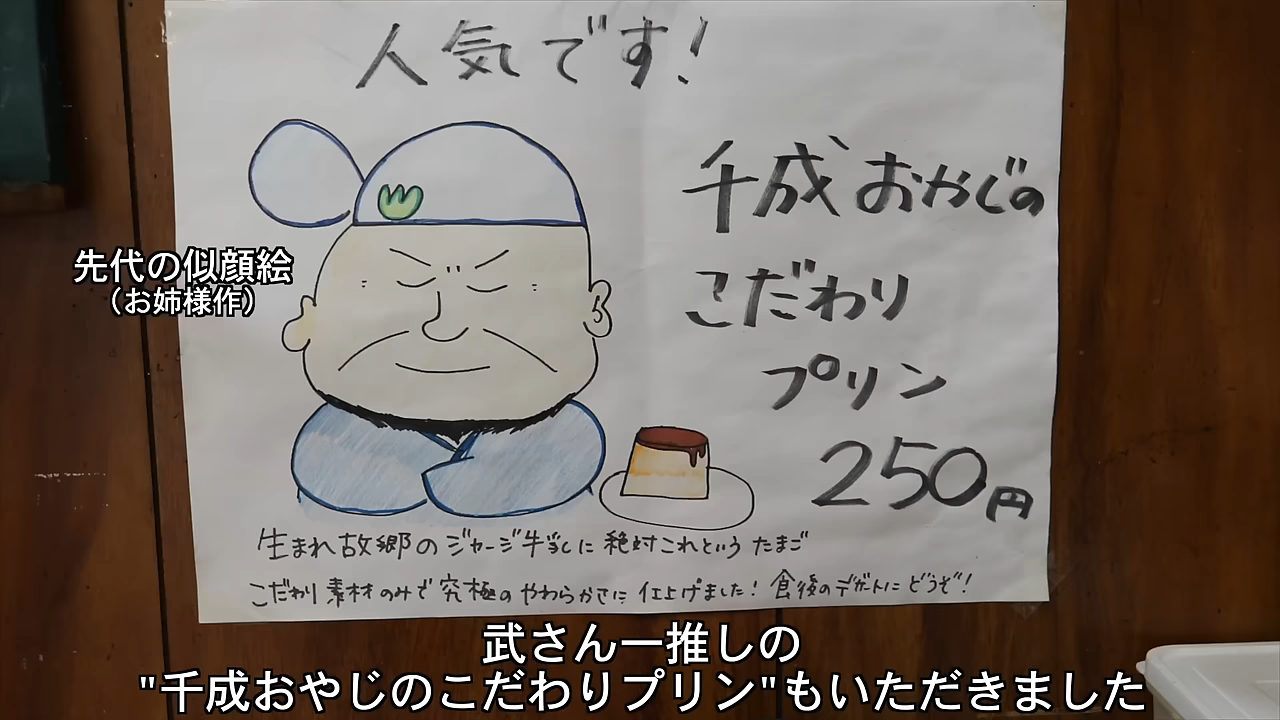 人気です!
千成おやじの
こだわり
プリン
250円
先代の似顔絵
(お姉様作)
生まれ故郷のジャージ牛乳に絶対これという たまご
こだわり素材のみで究極のやわらかさに仕上げました! 食後のデザートにどうぞ!
武さん一推しの
"千成おやじのこだわりプリン"もいただきました